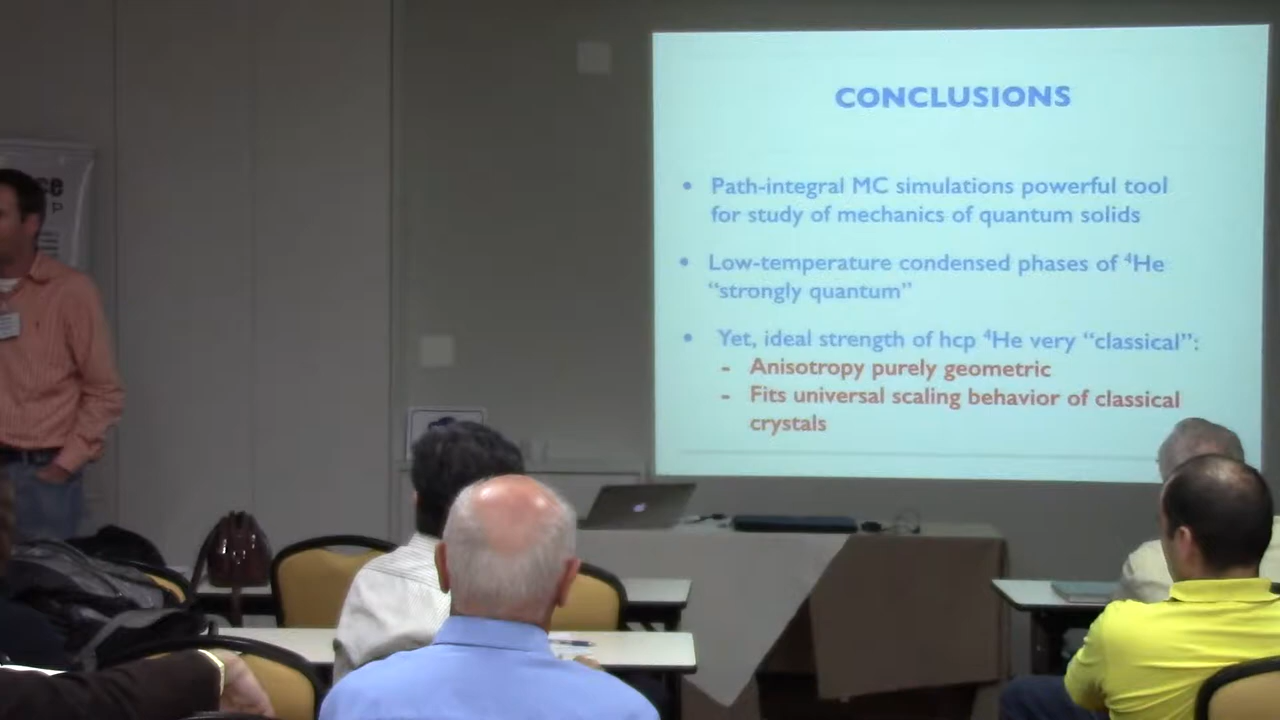 CONCLUSIONS
• Path-integral MC simulations powerful tool
for study of mechanics of quantum solids
• Low-temperature condensed phases of ⁴He
“strongly quantum”
• Yet, ideal strength of hcp ⁴He very “classical”:
- Anisotropy purely geometric
- Fits universal scaling behavior of classical
crystals
ce
P